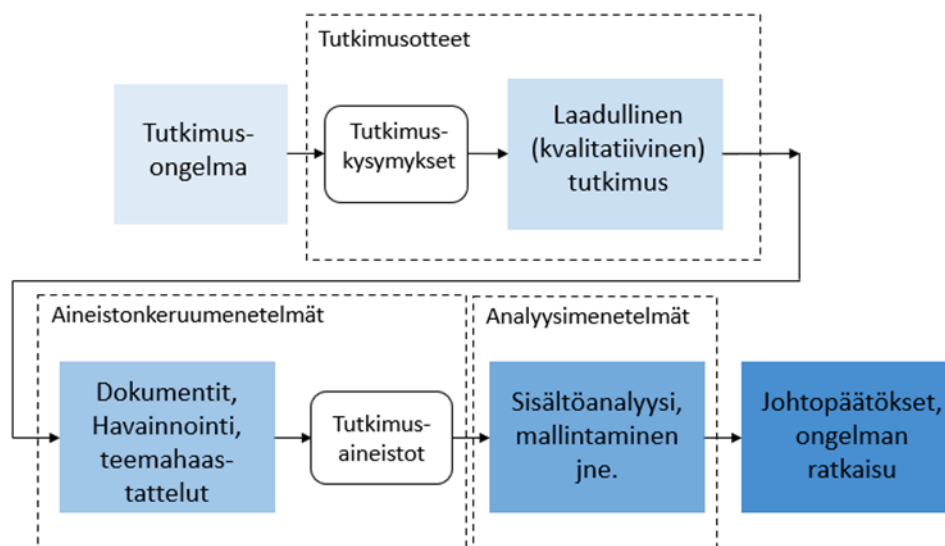 Tutkimusotteet
Tutkimus-
ongelma
Tutkimus-
kysymykset
Laadullinen
(kvalitatiivinen)
tutkimus
Aineistonkeruumenetelmät
Dokumentit,
Havainnointi,
teemahaas-
tattelut
Tutkimus-
aineistot
Analyysimenetelmät
Sisältöanalyysi,
mallintaminen
jne.
Johtopäätökset,
ongelman
ratkaisu